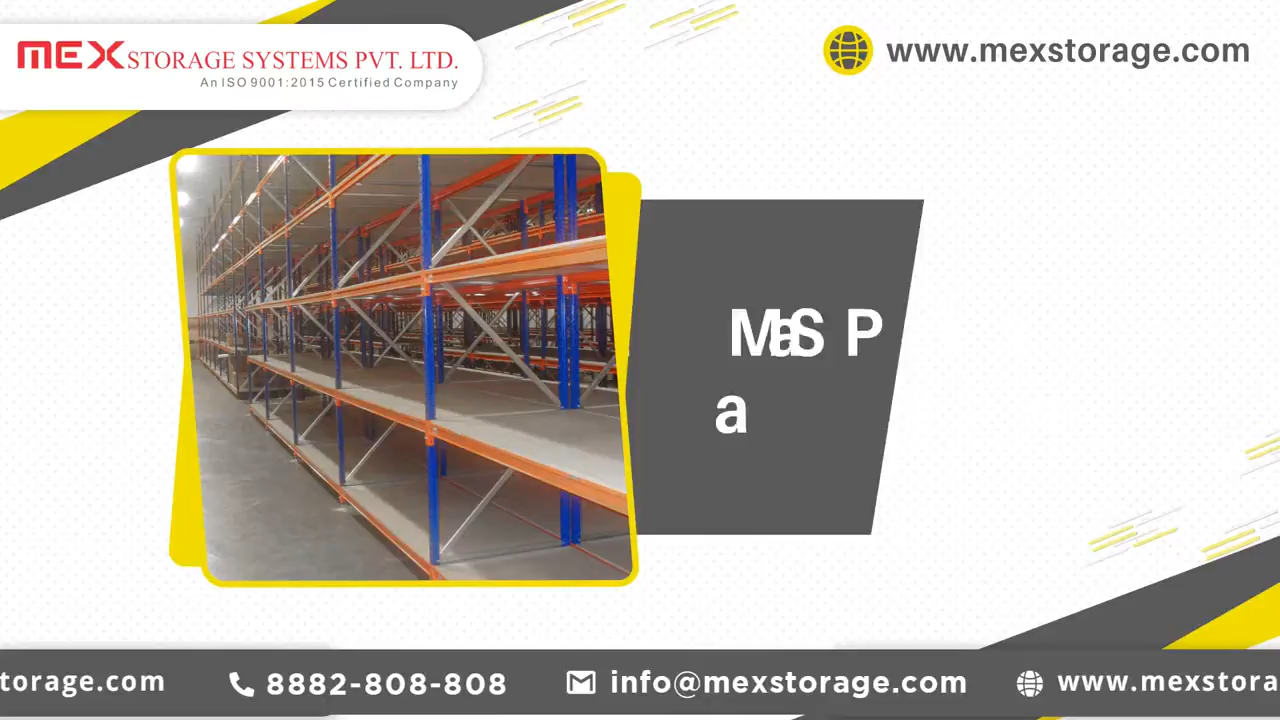 MEX STORAGE SYSTEMS PVT. LTD.
An ISO 9001:2015 Certified Company
www.mexstorage.com
MaS P
a
torage.com
8882-808-808
info@mexstorage.com
www.mexstora